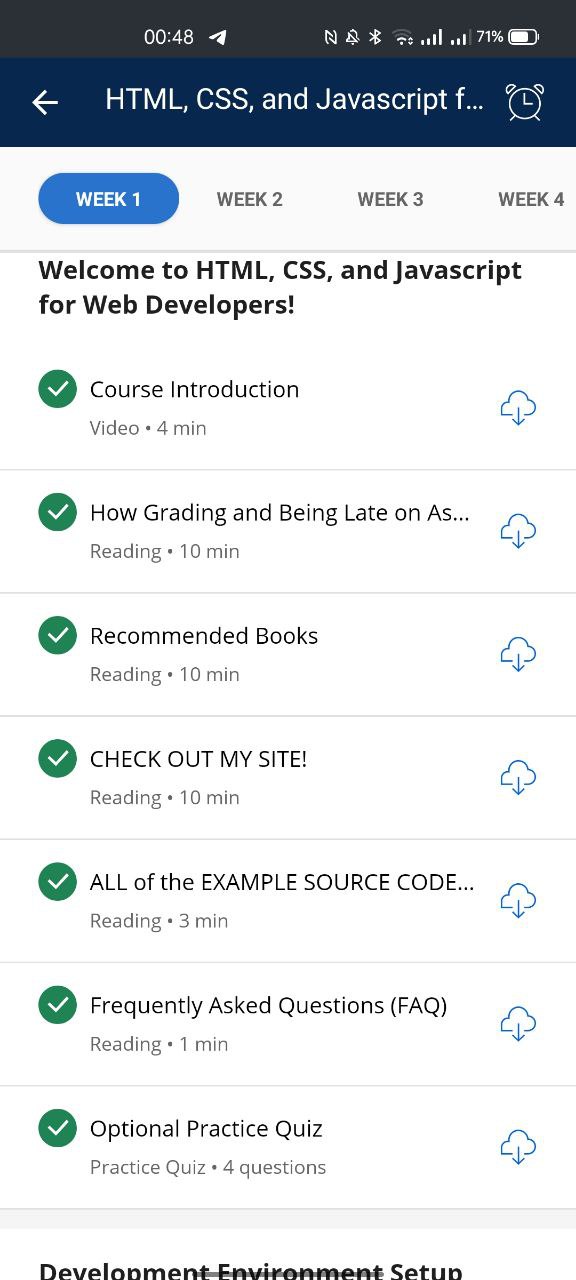 00:48
71%
HTML, CSS, and Javascript f...
WEEK 1
WEEK 2
WEEK 3
WEEK 4
Welcome to HTML, CSS, and Javascript
for Web Developers!
Course Introduction
Video • 4 min
How Grading and Being Late on As...
Reading • 10 min
Recommended Books
Reading • 10 min
CHECK OUT MY SITE!
Reading • 10 min
ALL of the EXAMPLE SOURCE CODE...
Reading • 3 min
Frequently Asked Questions (FAQ)
Reading • 1 min
Optional Practice Quiz
Practice Quiz • 4 questions
Development Environment Setup